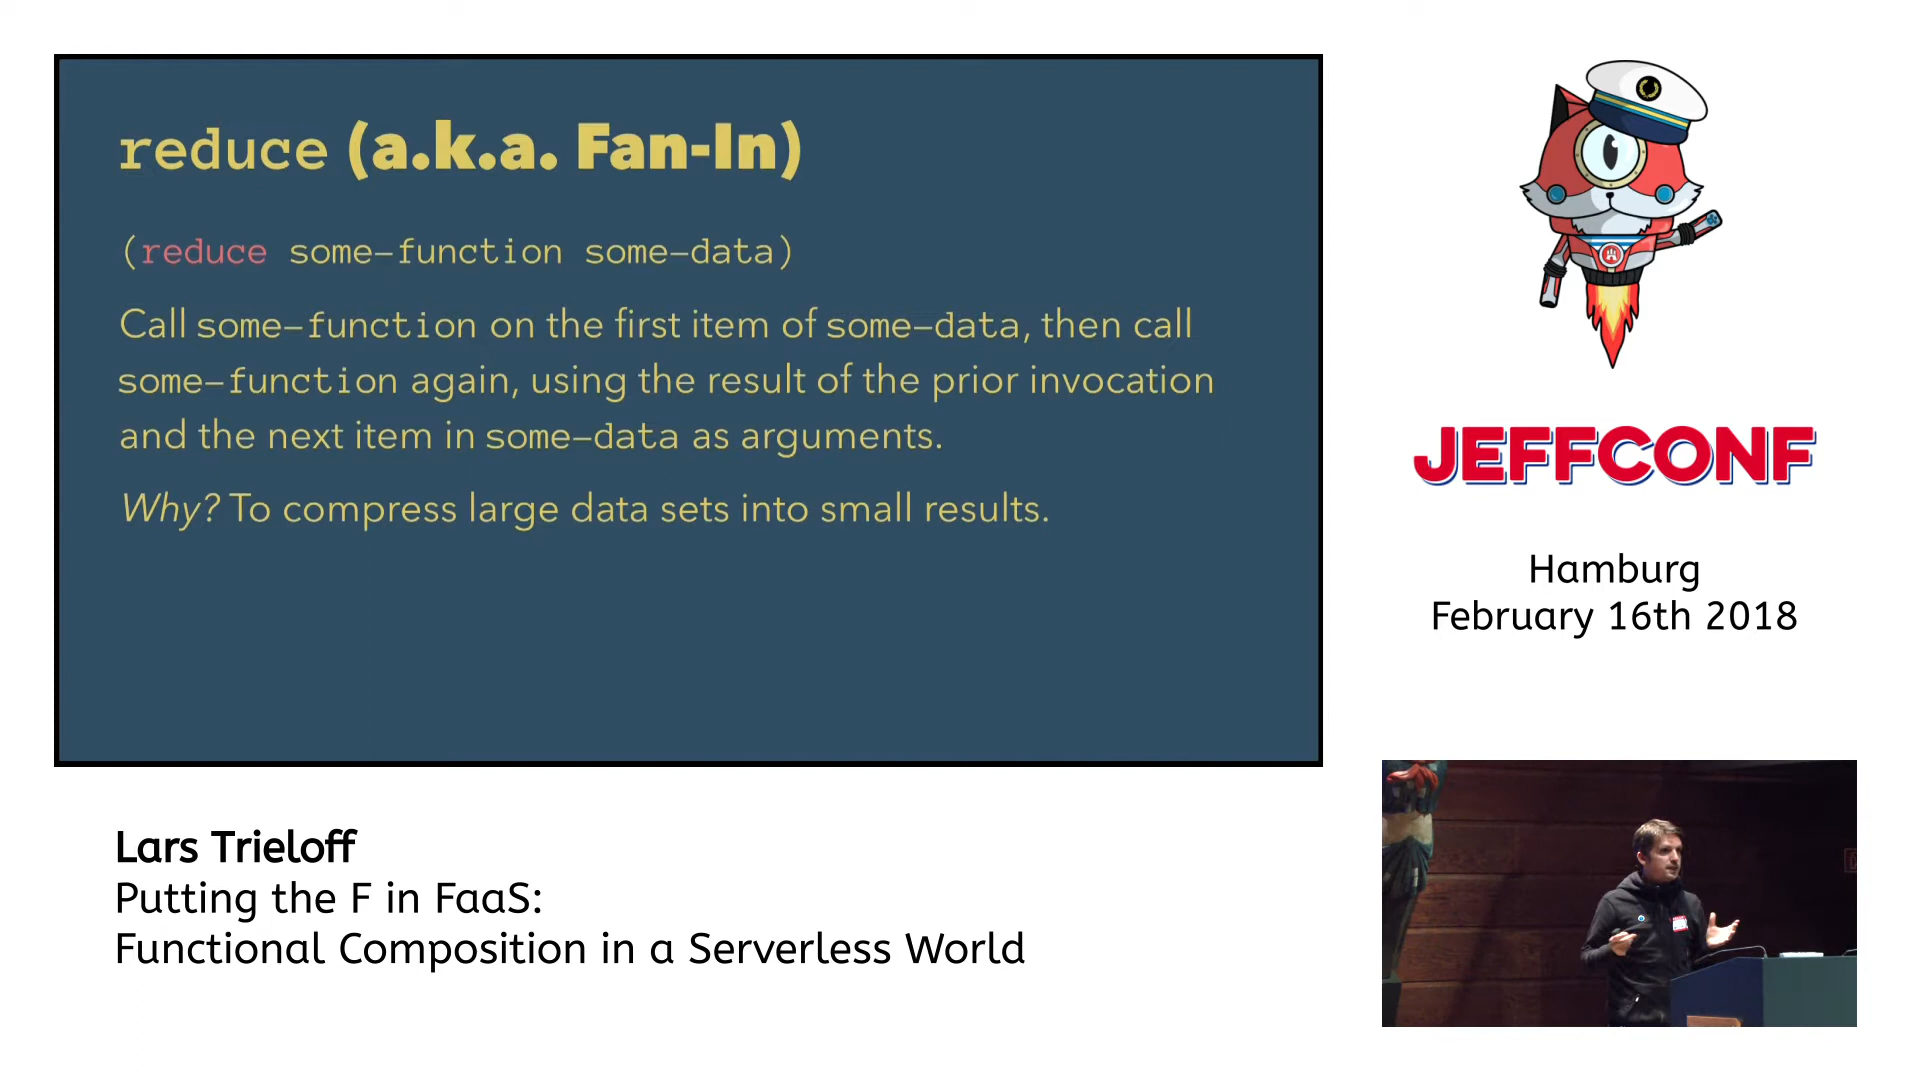 reduce (a.k.a. Fan-In)
(reduce some-function some-data)
Call some-function on the first item of some-data, then call
some-function again, using the result of the prior invocation
and the next item in some-data as arguments.
Why? To compress large data sets into small results.
JEFFCONF
Hamburg
February 16th 2018
Lars Trieloff
Putting the F in FaaS:
Functional Composition in a Serverless World